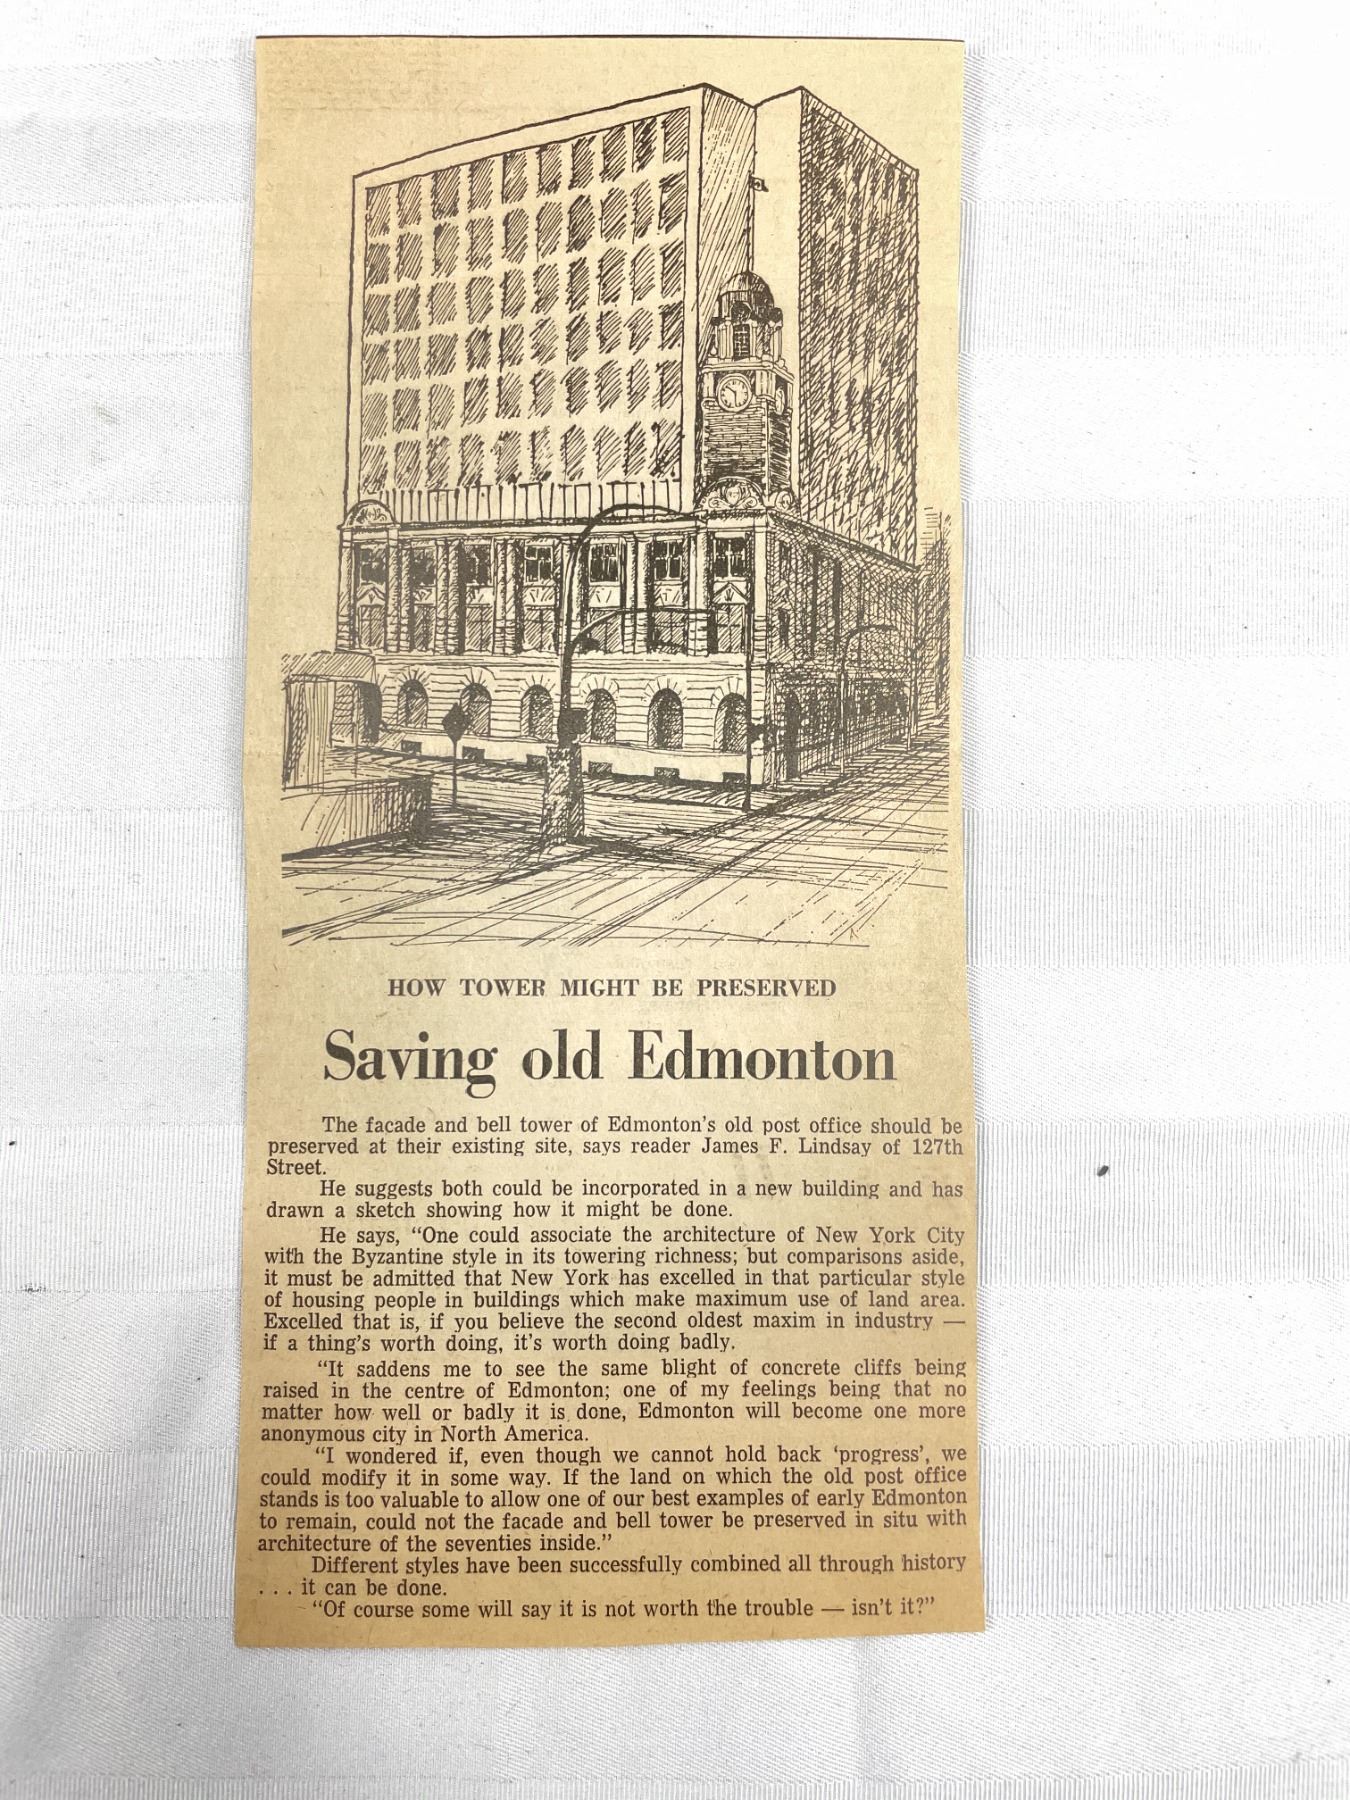 HOW TOWER MIGHT BE PRESERVED
Saving old Edmonton
The facade and bell tower of Edmonton's old post office should be
preserved at their existing site, says reader James F. Lindsay of 127th
Street.
He suggests both could be incorporated in a new building and has
drawn a sketch showing how it might be done.
He says, “One could associate the architecture of New York City
with the Byzantine style in its towering richness; but comparisons aside,
it must be admitted that New York has excelled in that particular style
of housing people in buildings which make maximum use of land area.
Excelled that is, if you believe the second oldest maxim in industry —
if a thing's worth doing, it's worth doing badly.
“It saddens me to see the same blight of concrete cliffs being
raised in the centre of Edmonton; one of my feelings being that no
matter how well or badly it is done, Edmonton will become one more
anonymous city in North America.
“I wondered if, even though we cannot hold back ‘progress’, we
could modify it in some way. If the land on which the old post office
stands is too valuable to allow one of our best examples of early Edmonton
to remain, could not the facade and bell tower be preserved in situ with
architecture of the seventies inside.”
Different styles have been successfully combined all through history
. . . it can be done.
“Of course some will say it is not worth the trouble — isn't it?”